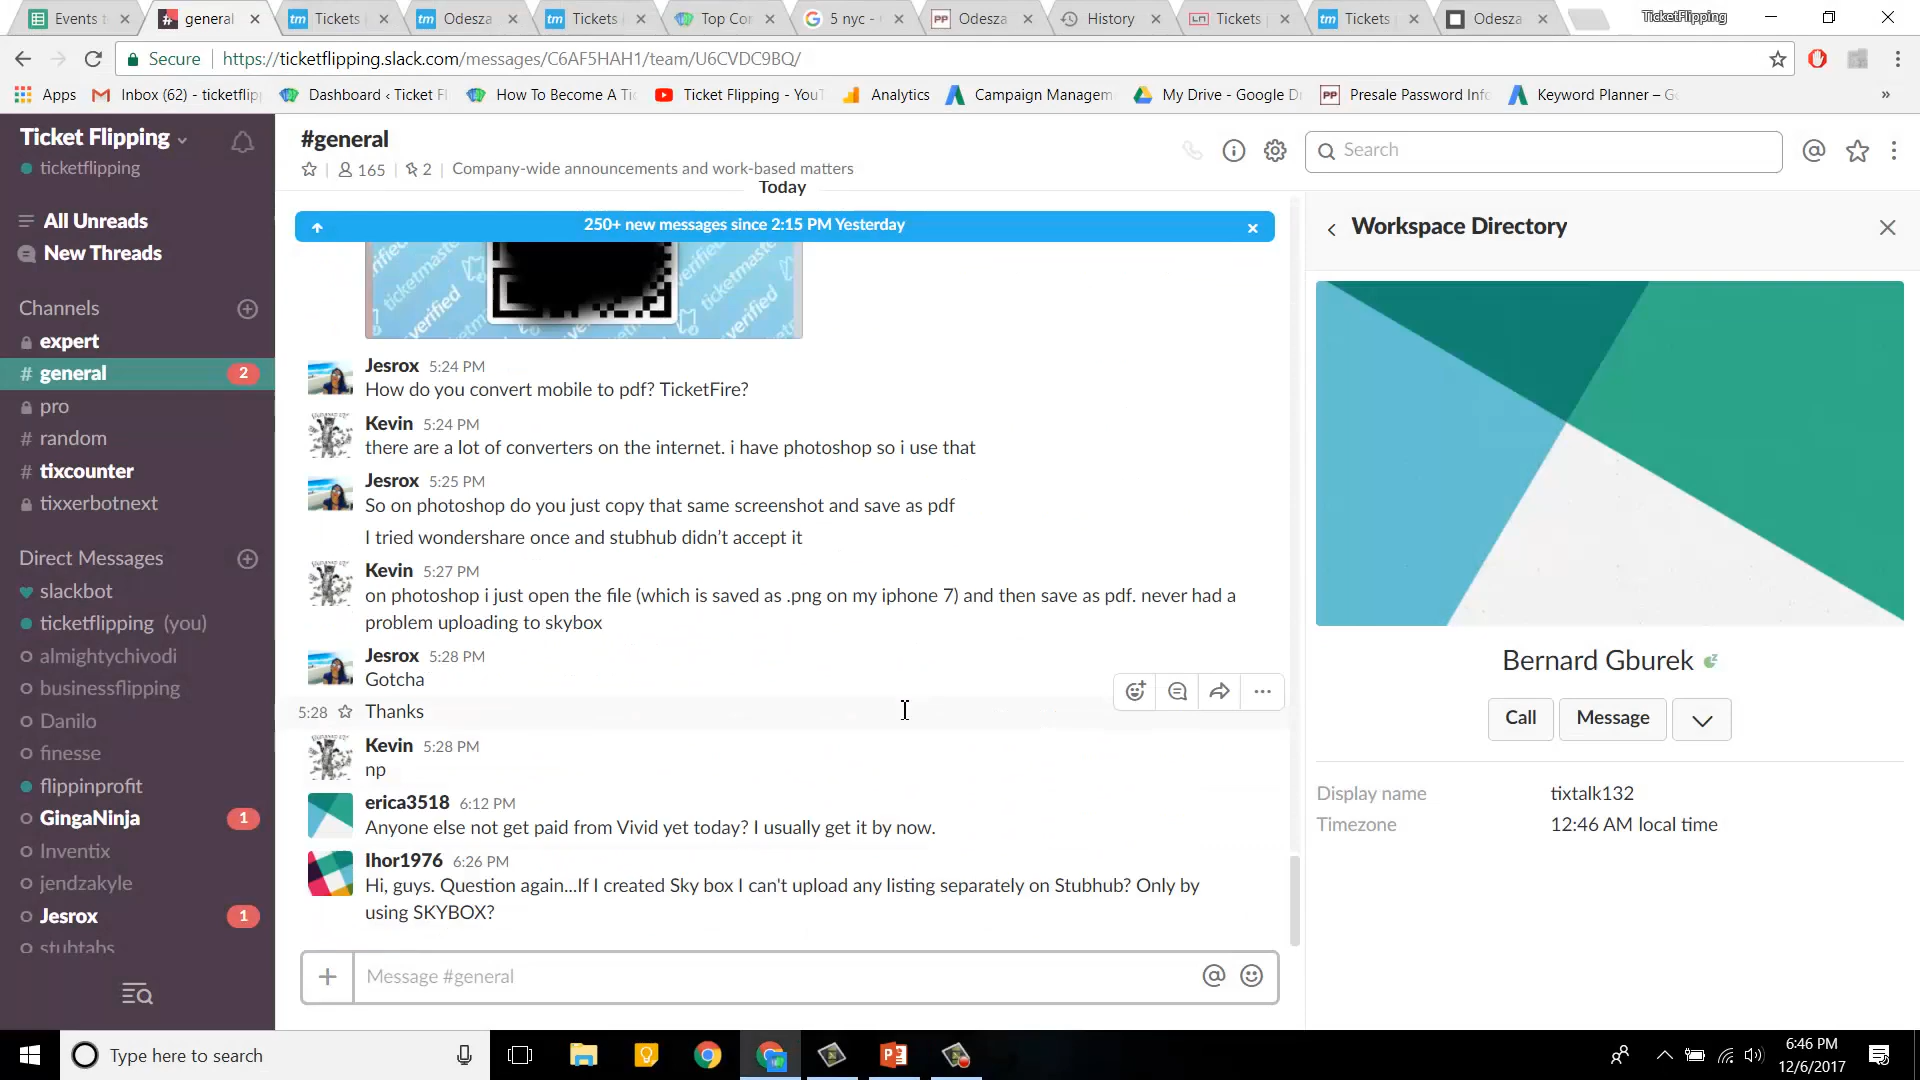 Events t
general
Tickets
Odesza
Tickets
Top Cor
5 nyc -
Odesza
History
Tickets
Tickets
Odesza
TicketFlipping
Secure
https://ticketflipping.slack.com/messages/C6AF5HAH1/team/U6CVDC9BQ/
Apps
Inbox (62) - ticketflip
Dashboard ‹ Ticket F
How To Become A Tic
Ticket Flipping - YouT
Analytics
Campaign Managem
My Drive - Google D
Presale Password Info
Keyword Planner – G
Ticket Flipping
ticketflipping
All Unreads
New Threads
Channels
expert
# general 2
pro
# random
# tixcounter
tixxerbotnext
Direct Messages
slackbot
ticketflipping (you)
almightychivodi
businessflipping
Danilo
finesse
flippinprofit
GingaNinja 1
Inventix
jendzakyle
Jesrox 1
stubtabs
#general
165 | 2 | Company-wide announcements and work-based matters
Today
250+ new messages since 2:15 PM Yesterday
ticketmaster
verified
ticketmaster
verified
Jesrox 5:24 PM
How do you convert mobile to pdf? TicketFire?
Kevin 5:24 PM
there are a lot of converters on the internet. i have photoshop so i use that
Jesrox 5:25 PM
So on photoshop do you just copy that same screenshot and save as pdf
I tried wondershare once and stubhub didn’t accept it
Kevin 5:27 PM
on photoshop i just open the file (which is saved as .png on my iphone 7) and then save as pdf. never had a
problem uploading to skybox
Jesrox 5:28 PM
Gotcha
5:28 Thanks
Kevin 5:28 PM
np
erica3518 6:12 PM
Anyone else not get paid from Vivid yet today? I usually get it by now.
Ihor1976 6:26 PM
Hi, guys. Question again...If I created Sky box I can't upload any listing separately on Stubhub? Only by
using SKYBOX?
Message #general
Search
Workspace Directory
Bernard Gburek
Call
Message
Display name tixtalk132
Timezone 12:46 AM local time
Type here to search
6:46 PM
12/6/2017